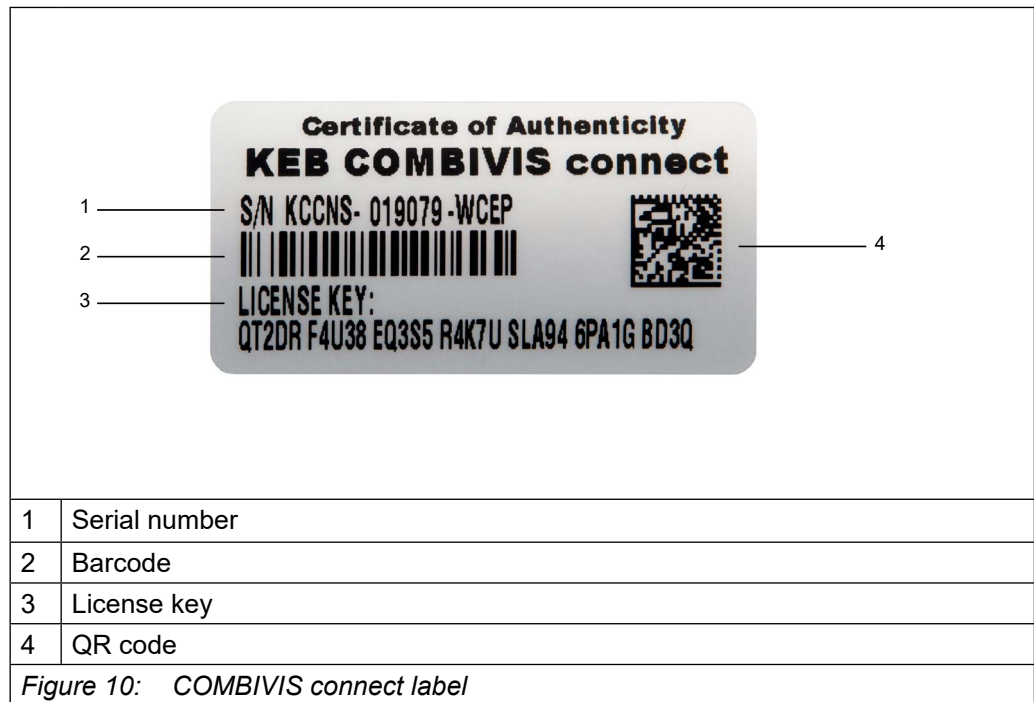 Certificate of Authenticity
KEB COMBIVIS connect
1
S/N KCCNS- 019079 -WCEP
2
4
3
LICENSE KEY:
QT2DR F4U38 EQ3S5 R4K7U SLA94 6PA1G BD3Q
1 Serial number
2 Barcode
3 License key
4 QR code
Figure 10: COMBIVIS connect label